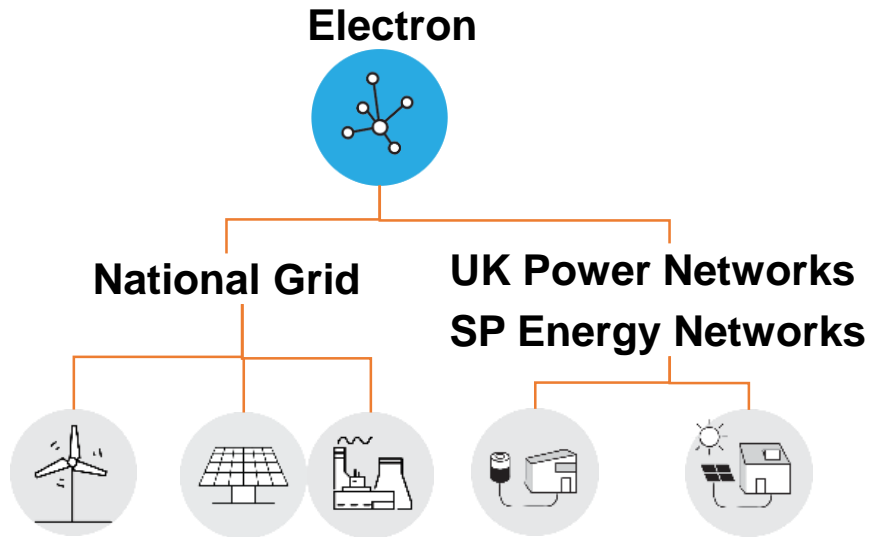 Electron
National Grid
UK Power Networks
SP Energy Networks